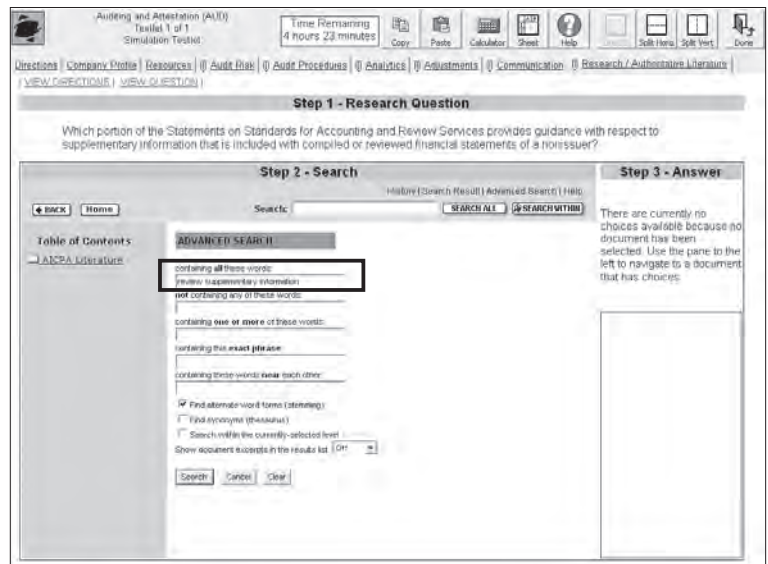 Auditing and Attestation (AUD)
Testlet 1 of 1
Simulation Testlet
Time Remaining
4 hours 23 minutes
Copy
Paste
Calculator
Sheet
Help
Split Horiz
Split Vert
Done
Directions | Company Profile | Resources | Audit Risk | Audit Procedures | Analytics | Adjustments | Communication | Research / Authoritative Literature |
( VIEW DIRECTIONS ) VIEW QUESTION )
Step 1 - Research Question
Which portion of the Statements on Standards for Accounting and Review Services provides guidance with respect to
supplementary information that is included with compiled or reviewed financial statements of a nonissuer?
Step 2 - Search
History | Search Result | Advanced Search | Help
BACK
Home
Search:
SEARCH ALL
SEARCH WITHIN
Table of Contents
AICPA Literature
ADVANCED SEARCH
containing all these words:
review supplementary information
not containing any of these words:
containing one or more of these words:
containing this exact phrase:
containing these words near each other:
Find alternate word forms (stemming)
Find synonyms (thesaurus)
Search within the currently-selected level
Show document excerpts in the results list Off
Search
Cancel
Clear
Step 3 - Answer
There are currently no
choices available because no
document has been
selected. Use the pane to the
left to navigate to a document
that has choices.